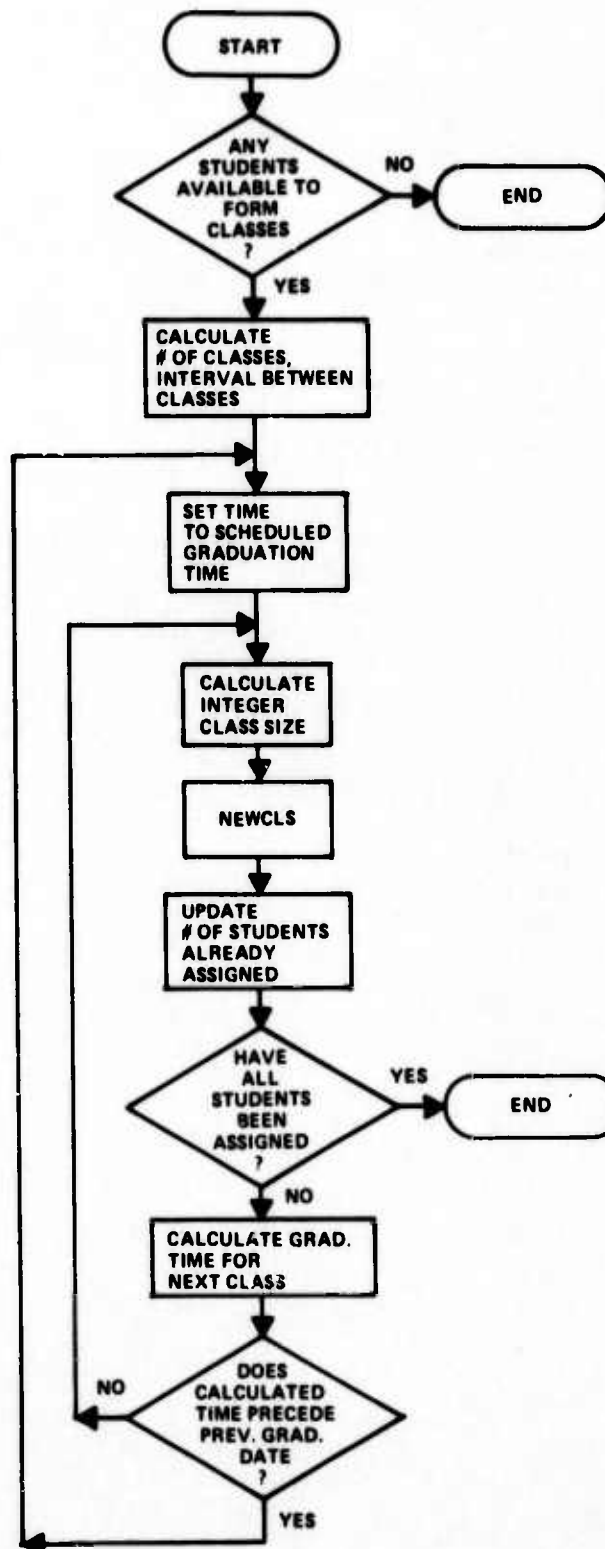 START
ANY
STUDENTS
AVAILABLE TO
FORM
CLASSES
?
NO
END
YES
CALCULATE
# OF CLASSES,
INTERVAL BETWEEN
CLASSES
SET TIME
TO SCHEDULED
GRADUATION
TIME
CALCULATE
INTEGER
CLASS SIZE
NEWCLS
UPDATE
# OF STUDENTS
ALREADY
ASSIGNED
HAVE
ALL
STUDENTS
BEEN
ASSIGNED
?
YES
END
NO
CALCULATE GRAD.
TIME FOR
NEXT CLASS
DOES
CALCULATED
TIME PRECEDE
PREV. GRAD.
DATE
?
NO
YES